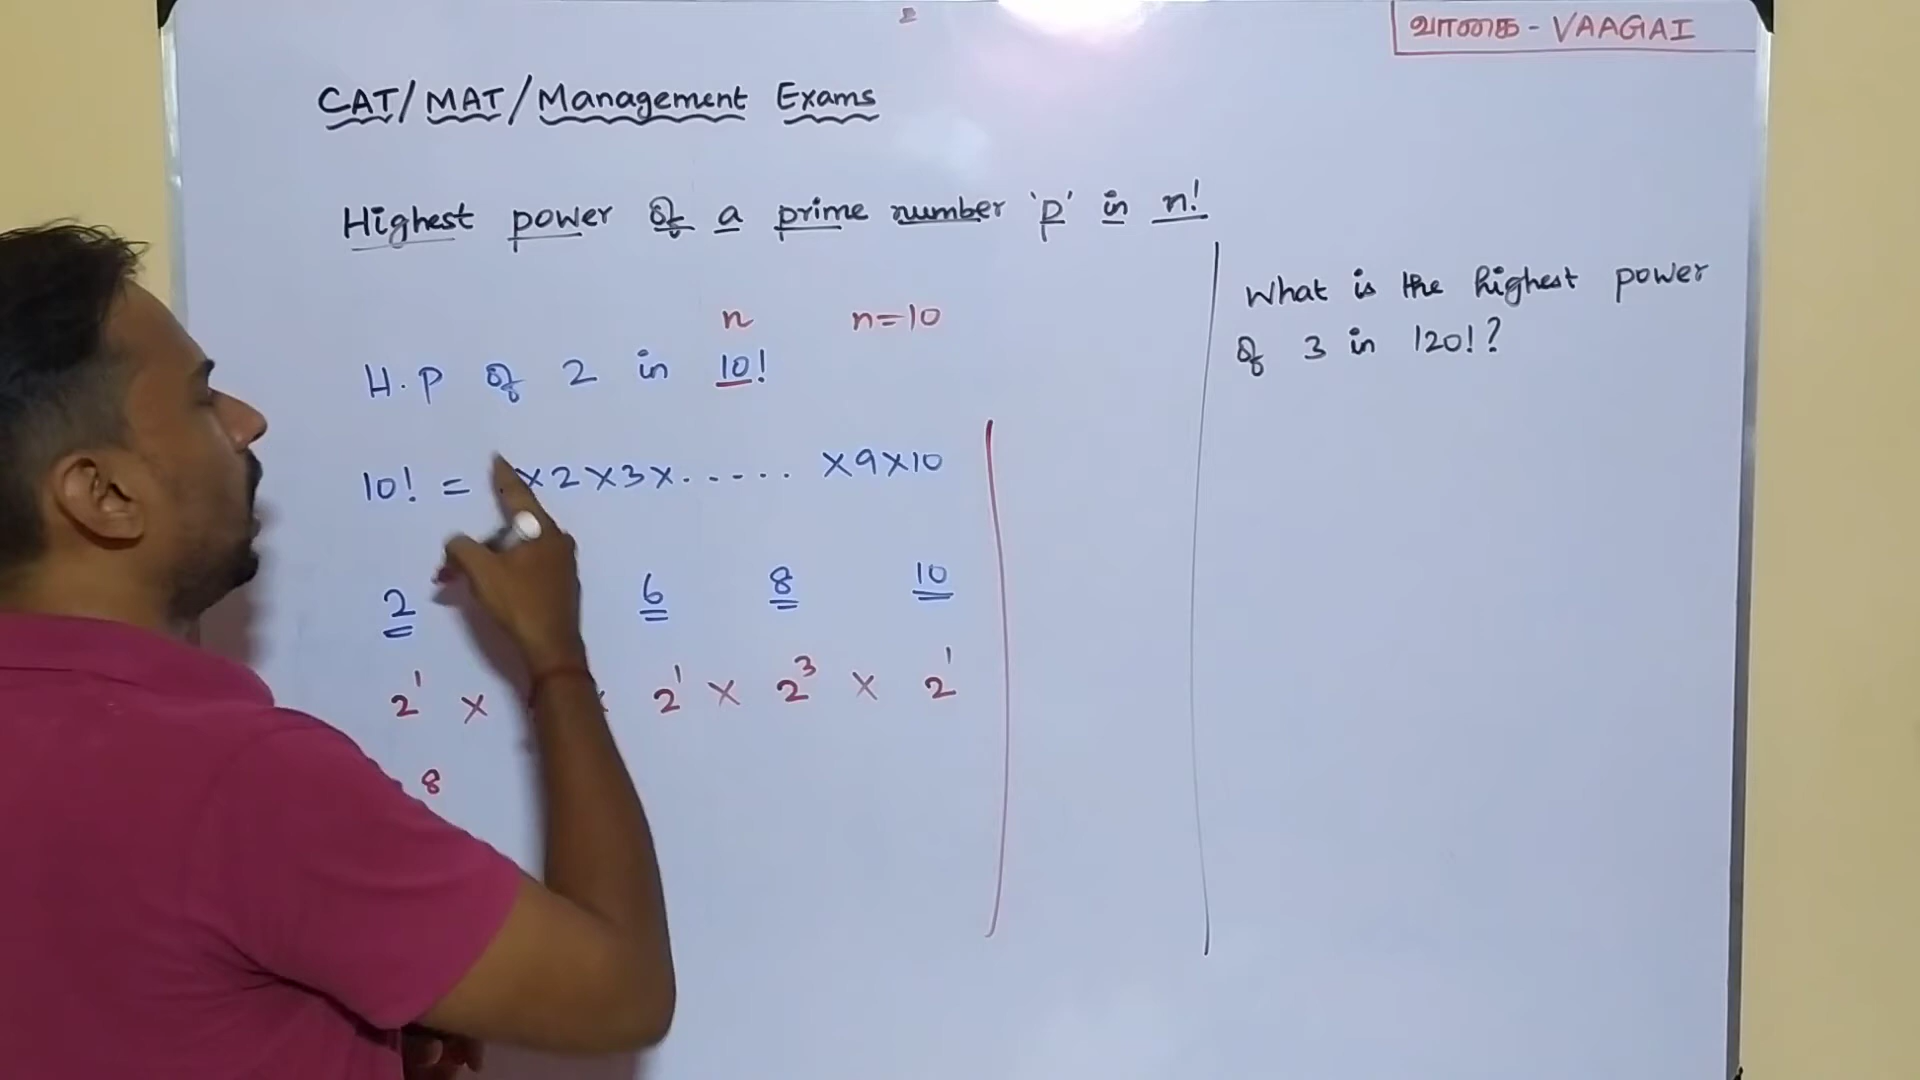 வாகை - VAAGAI
CAT/MAT/Management Exams
Highest power of a prime number 'p' in n!
n n=10
H.P of 2 in 10!
10! = ×2×3×..... ×9×10
2 6 8 10
2¹ × 2¹ × 2³ × 2¹
8
What is the highest power
of 3 in 120!?